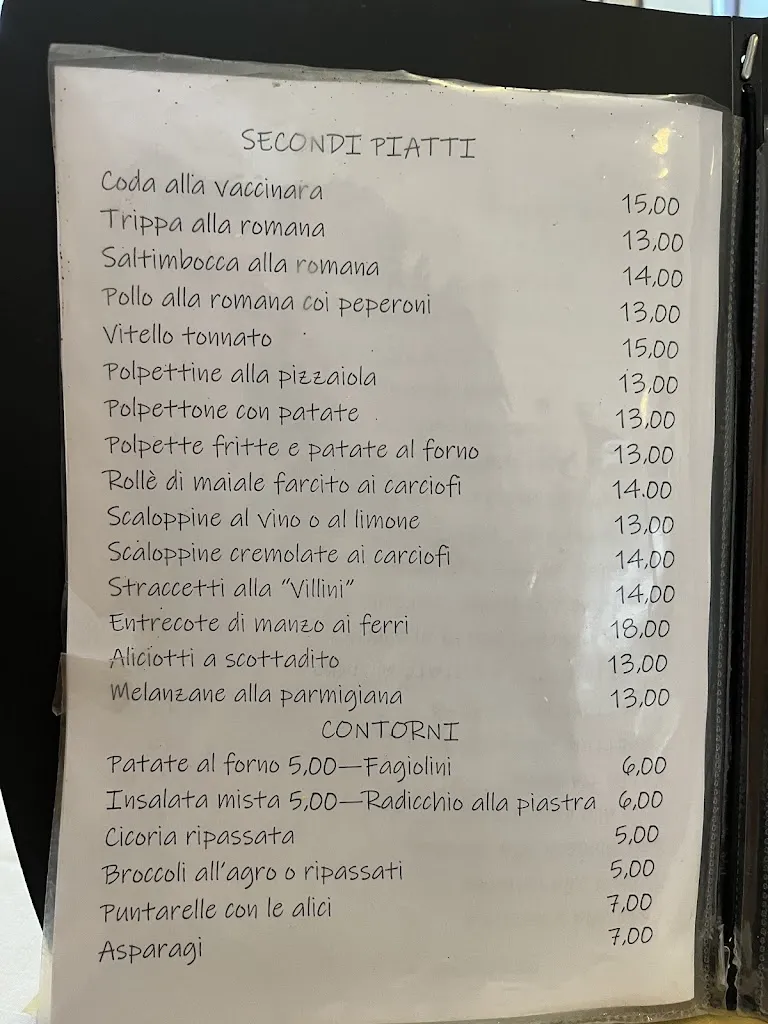 SECONDI PIATTI
Coda alla vaccinara 15,00
Trippa alla romana 13,00
Saltimbocca alla romana 14,00
Pollo alla romana coi peperoni 13,00
Vitello tonnato 15,00
Polpettine alla pizzaiola 13,00
Polpettone con patate 13,00
Polpette fritte e patate al forno 13,00
Rollè di maiale farcito ai carciofi 14.00
Scaloppine al vino o al limone 13,00
Scaloppine cremolate ai carciofi 14,00
Straccetti alla “Villini” 14,00
Entrecote di manzo ai ferri 18,00
Aliciotti a scottadito 13,00
Melanzane alla parmigiana 13,00
CONTORNI
Patate al forno 5,00—Fagiolini 6,00
Insalata mista 5,00—Radicchio alla piastra 6,00
Cicoria ripassata 5,00
Broccoli all'agro o ripassati 5,00
Puntarelle con le alici 7,00
Asparagi 7,00